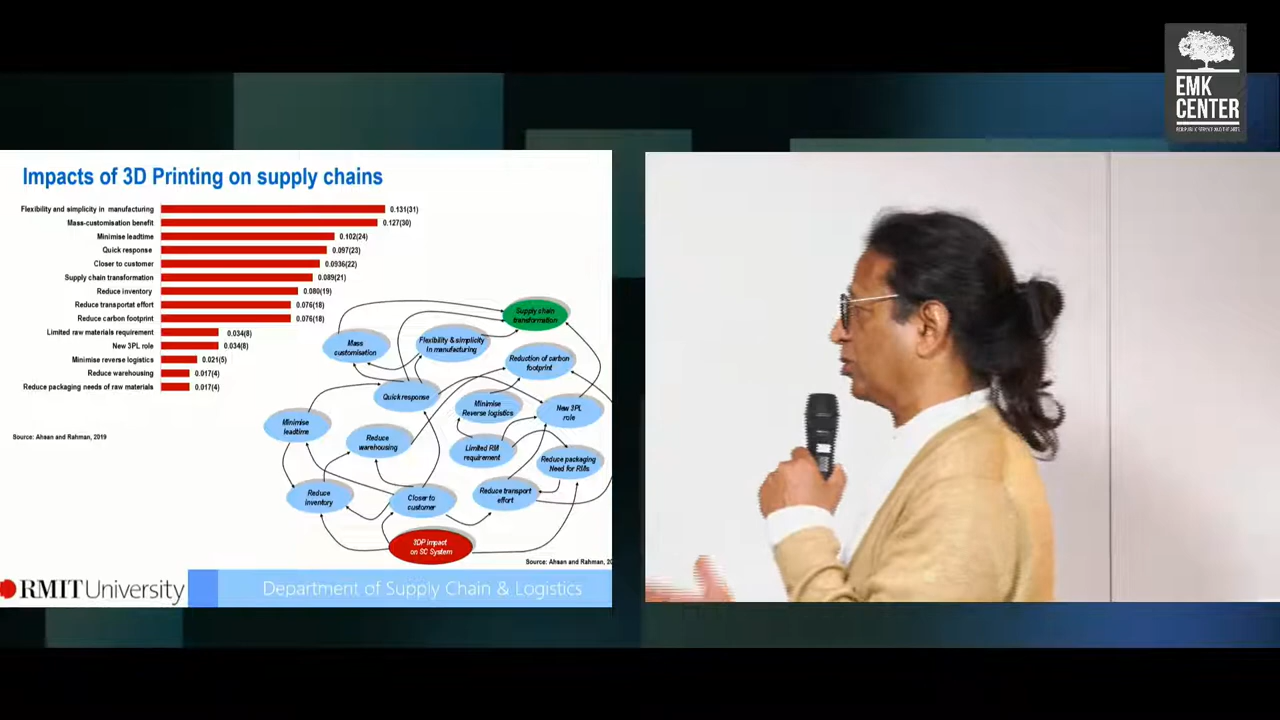 EMK
CENTER
FOR PUBLIC SERVICE AND THE ARTS
Impacts of 3D Printing on supply chains
Flexibility and simplicity in manufacturing 0.131(31)
Mass-customisation benefit 0.127(30)
Minimise leadtime 0.102(24)
Quick response 0.097(23)
Closer to customer 0.0936(22)
Supply chain transformation 0.089(21)
Reduce inventory 0.080(19)
Reduce transportat effort 0.076(18)
Reduce carbon footprint 0.076(18)
Limited raw materials requirement 0.034(8)
New 3PL role 0.034(8)
Minimise reverse logistics 0.021(5)
Reduce warehousing 0.017(4)
Reduce packaging needs of raw materials 0.017(4)
Source: Ahsan and Rahman, 2019
Supply chain
transformation
Mass
customisation
Flexibility & simplicity
in manufacturing
Reduction of carbon
footprint
Quick response
Minimise
Reverse logistics
New 3PL
role
Minimise
leadtime
Reduce
warehousing
Limited RM
requirement
Reduce packaging
Need for RMs
Reduce
inventory
Closer to
customer
Reduce transport
effort
3DP impact
on SC System
Source: Ahsan and Rahman, 20
RMIT University
Department of Supply Chain & Logistics